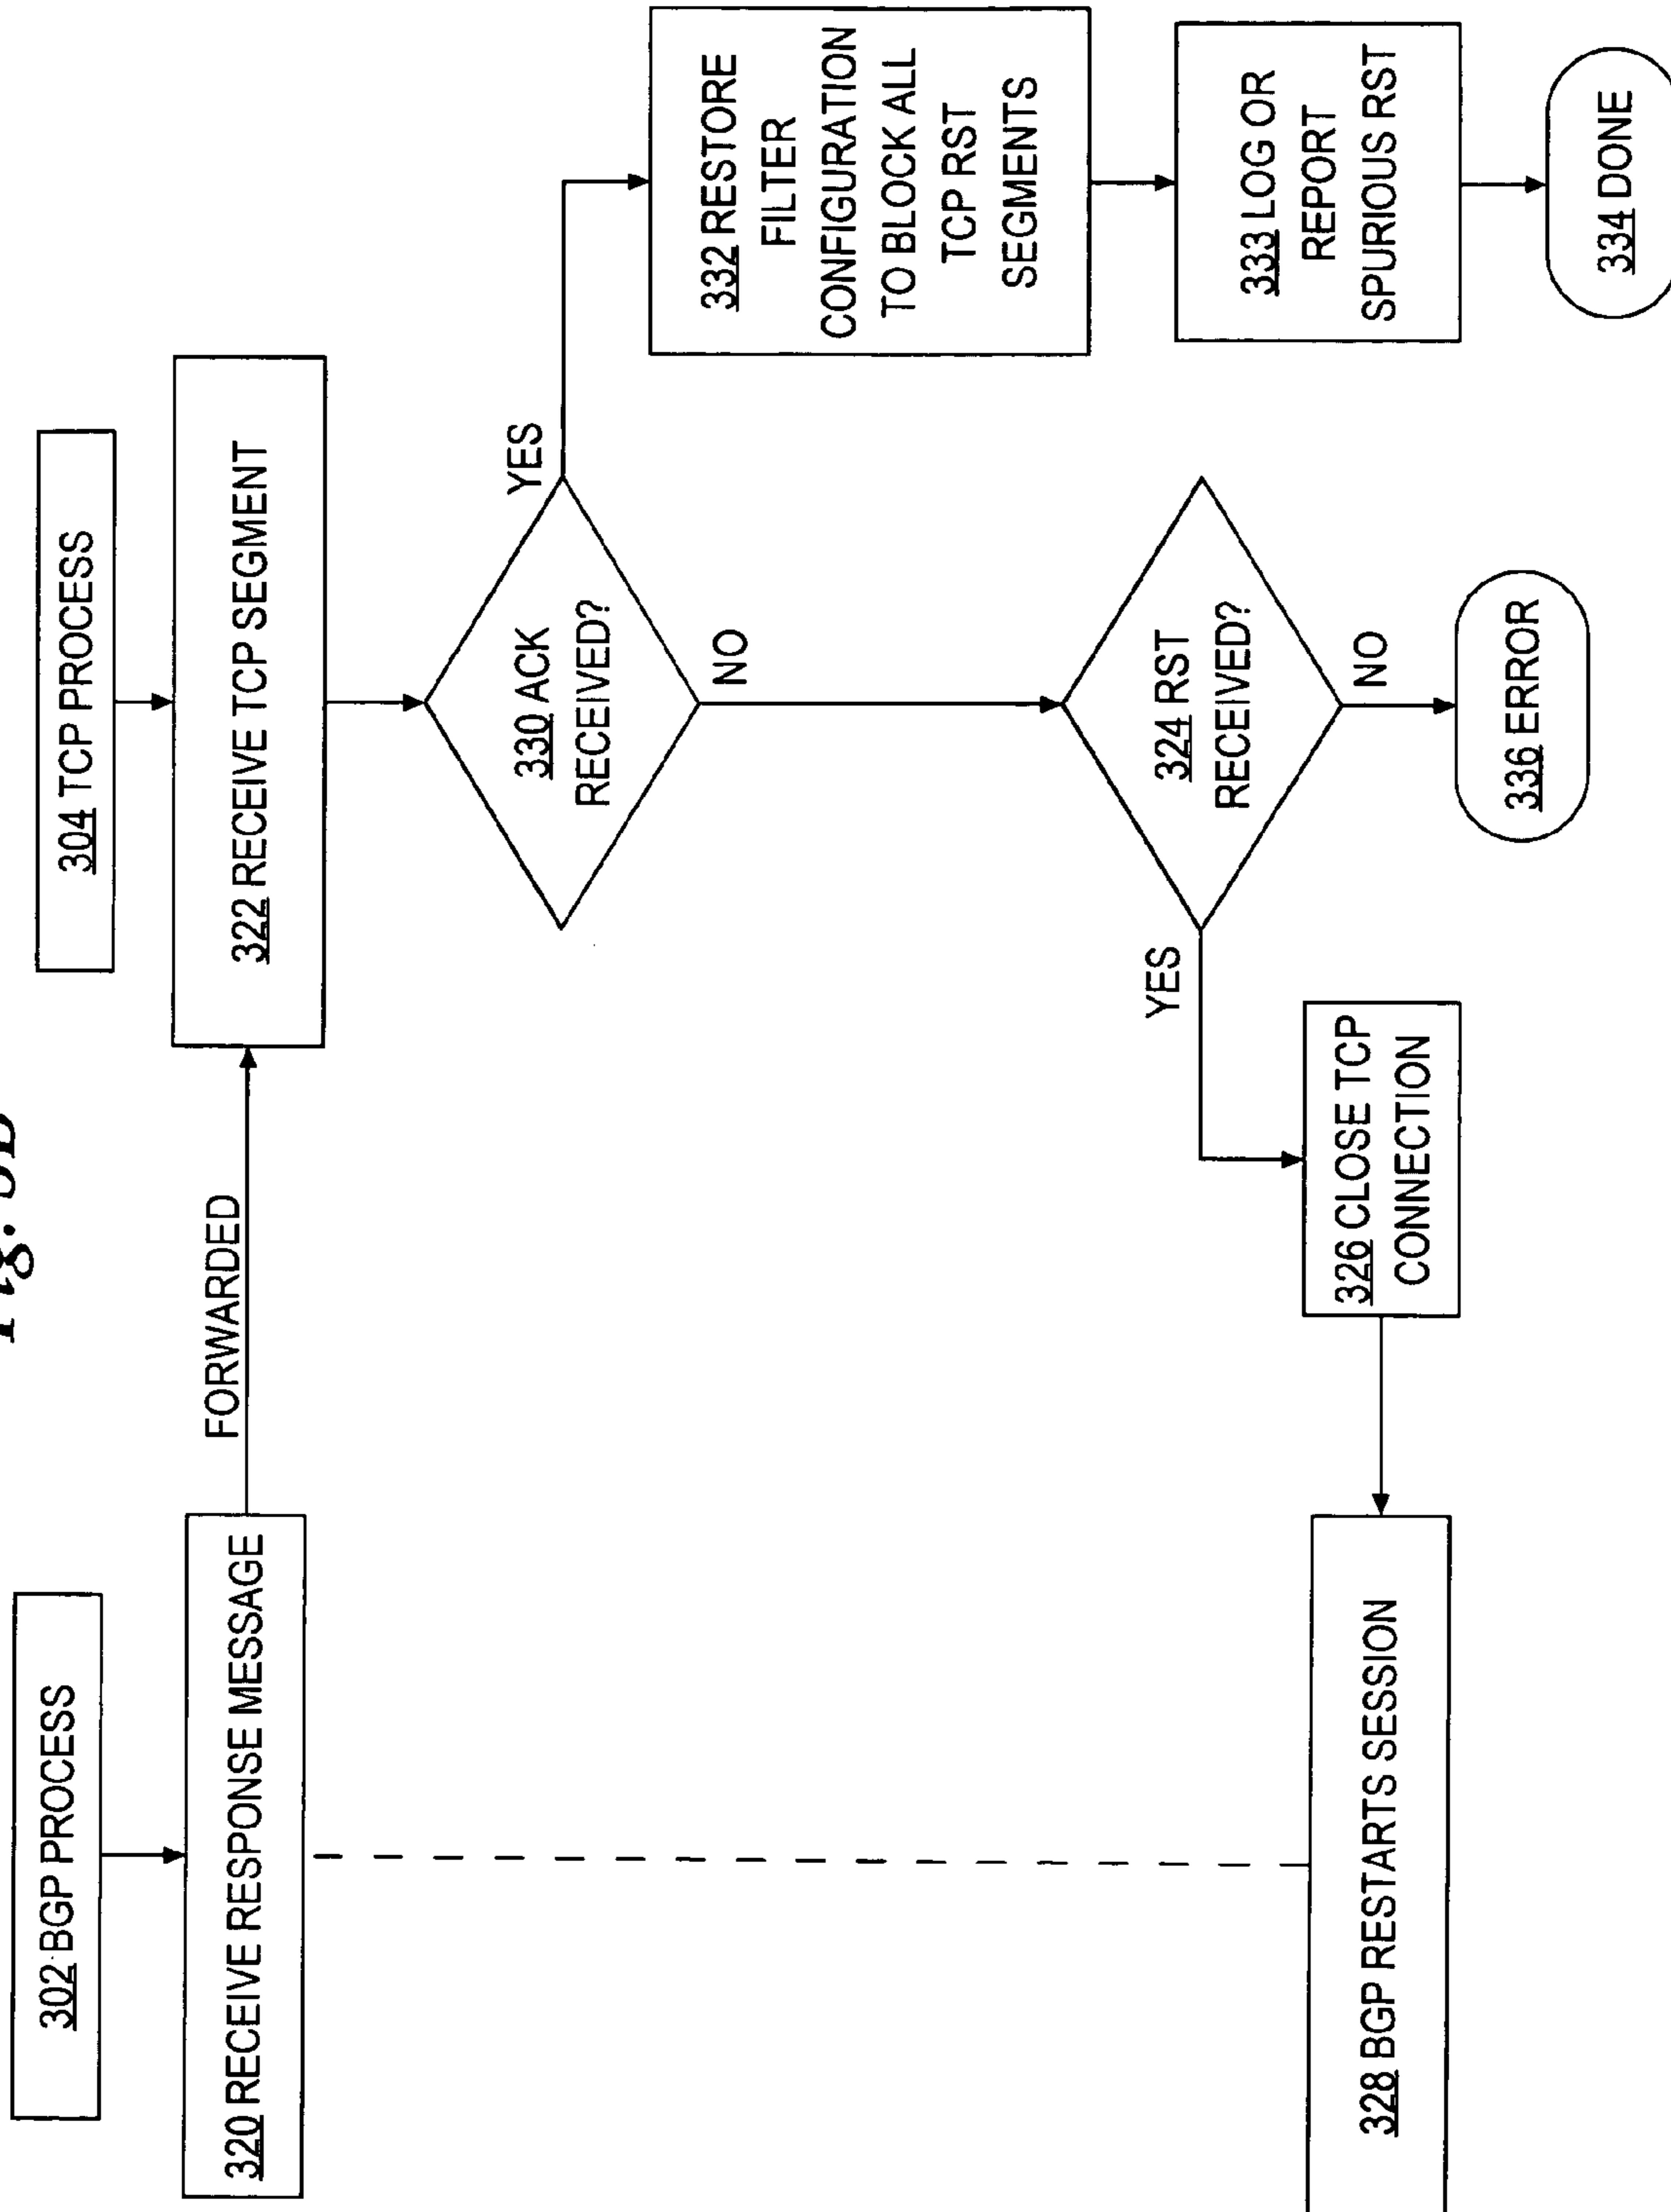 Fig.
302 BGP PROCESS
304 TCP PROCESS
320 RECEIVE RESPONSE MESSAGE
FORWARDED
322 RECEIVE TCP SEGMENT
330 ACK
RECEIVED?
YES
NO
332 RESTORE
FILTER
CONFIGURATION
TO BLOCK ALL
TCP RST
SEGMENTS
324 RST
RECEIVED?
YES
NO
333 LOG OR
REPORT
SPURIOUS RST
326 CLOSE TCP
CONNECTION
328 BGP RESTARTS SESSION
336 ERROR
334 DONE